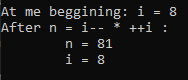 At me beggining: i = 8
After n = i-- * ++i :
n = 81
i = 8